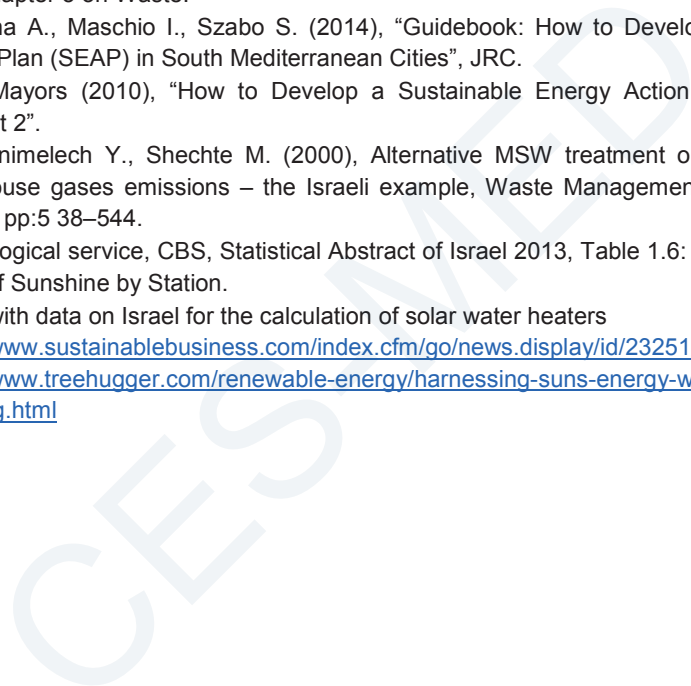 na A., Maschio I., Szabo S. (2014), “Guidebook: How to Develo
Plan (SEAP) in South Mediterranean Cities”, JRC.
Mayors (2010), “How to Develop a Sustainable Energy Action
t 2”.
nimelech Y., Shechte M. (2000), Alternative MSW treatment o
ouse gases emissions – the Israeli example, Waste Managemen
pp:5 38–544.
ogical service, CBS, Statistical Abstract of Israel 2013, Table 1.6:
f Sunshine by Station.
with data on Israel for the calculation of solar water heaters
www.sustainablebusiness.com/index.cfm/go/news.display/id/23251
www.treehugger.com/renewable-energy/harnessing-suns-energy-w
g.html
CES-MED